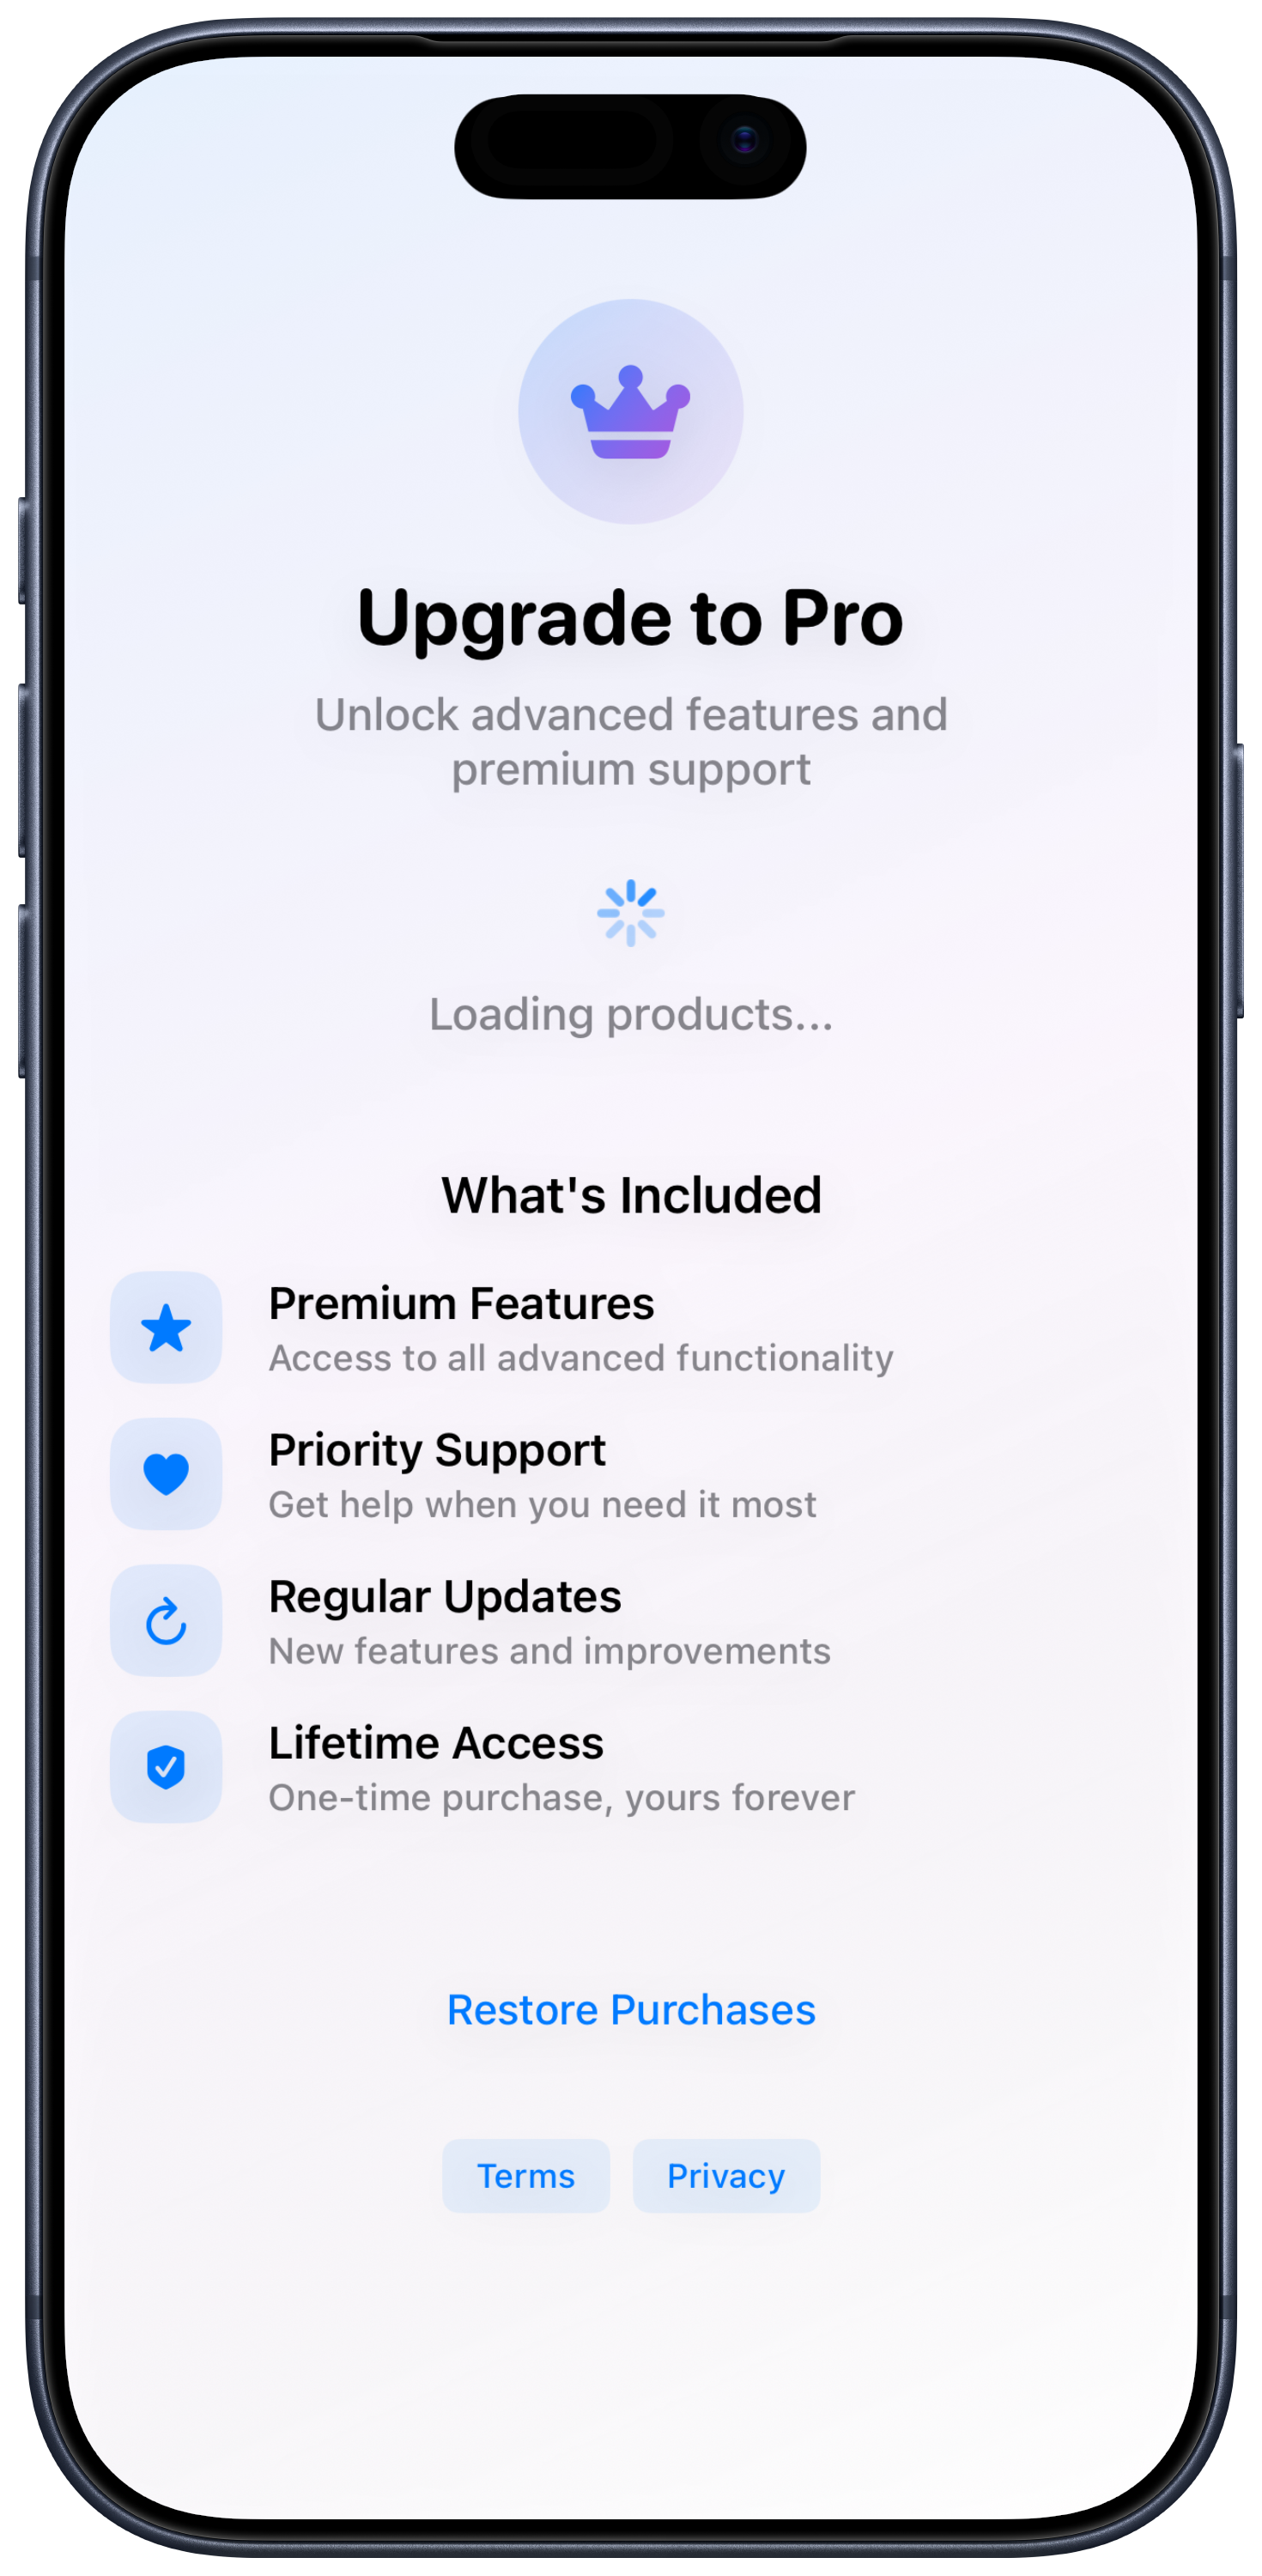 Upgrade to Pro
Unlock advanced features and
premium support
Loading products...
What's Included
Premium Features
Access to all advanced functionality
Priority Support
Get help when you need it most
Regular Updates
New features and improvements
Lifetime Access
One-time purchase, yours forever
Restore Purchases
Terms
Privacy